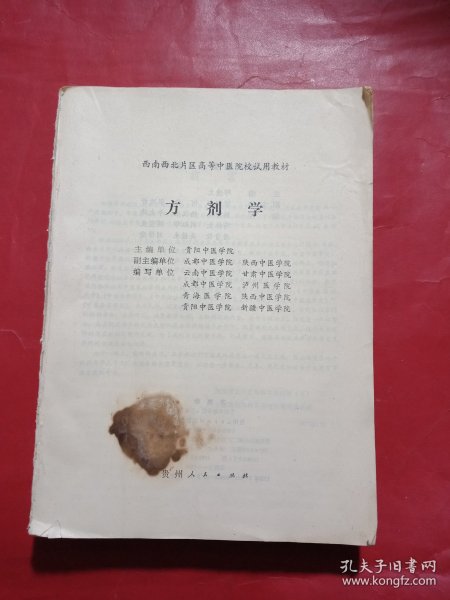 西南西北片区高等中医院校试用教材
方剂学
主编单位 贵阳中医学院
副主编单位 成都中医学院 陕西中医学院
编写单位 云南中医学院 甘肃中医学院
成都中医学院 泸州医学院
青海医学院 陕西中医学院
贵阳中医学院 新疆中医学院
贵州人民出版社
孔夫子旧书网
www.kongfz.com